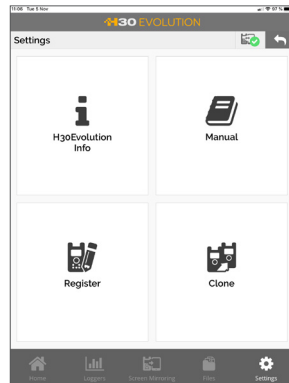 11:06 Tue 5 Nov 97 %
H30 EVOLUTION
Settings
H30Evolution
Info
Manual
Register
Clone
Home Loggers Screen Mirroring Files Settings